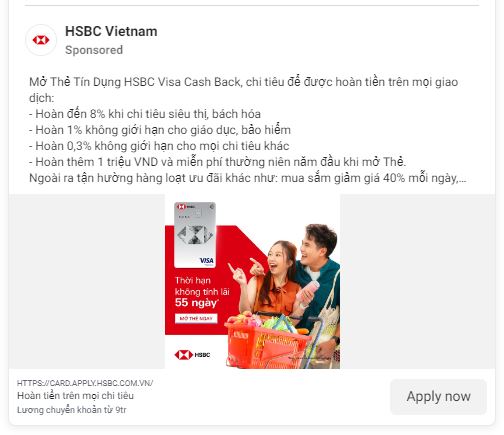 HSBC Vietnam
Sponsored
Mở Thẻ Tín Dụng HSBC Visa Cash Back, chi tiêu để được hoàn tiền trên mọi giao
dịch:
- Hoàn đến 8% khi chi tiêu siêu thị, bách hóa
- Hoàn 1% không giới hạn cho giáo dục, bảo hiểm
- Hoàn 0,3% không giới hạn cho mọi chi tiêu khác
- Hoàn thêm 1 triệu VND và miễn phí thường niên năm đầu khi mở Thẻ.
Ngoài ra tận hưởng hàng loạt ưu đãi khác như: mua sắm giảm giá 40% mỗi ngày,...
HSBC
VISA
Thời hạn
không tính lãi
55 ngày*
MỞ THẺ NGAY
HSBC
HTTPS://CARD.APPLY.HSBC.COM.VN/
Hoàn tiền trên mọi chi tiêu
Lương chuyển khoản từ 9tr
Apply now